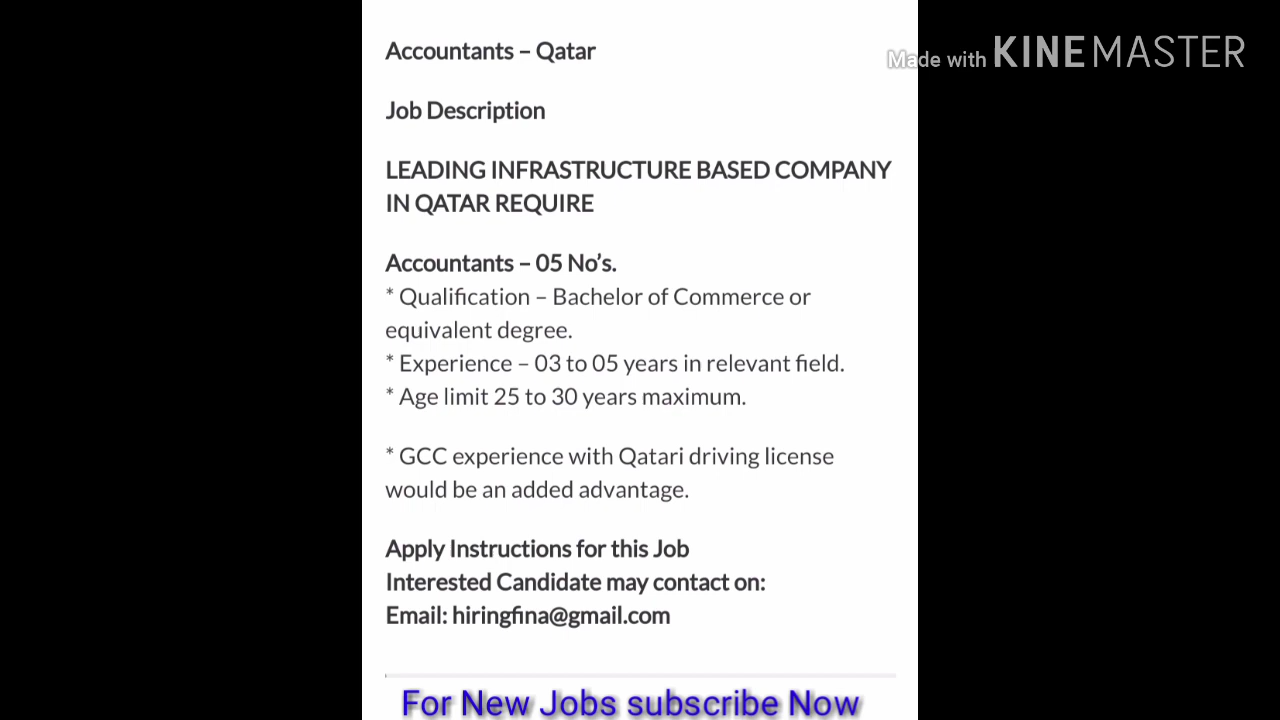 Accountants – Qatar
Made with KINEMASTER
Job Description
LEADING INFRASTRUCTURE BASED COMPANY
IN QATAR REQUIRE
Accountants – 05 No’s.
* Qualification – Bachelor of Commerce or
equivalent degree.
* Experience – 03 to 05 years in relevant field.
* Age limit 25 to 30 years maximum.
* GCC experience with Qatari driving license
would be an added advantage.
Apply Instructions for this Job
Interested Candidate may contact on:
Email: hiringfina@gmail.com
For New Jobs subscribe Now